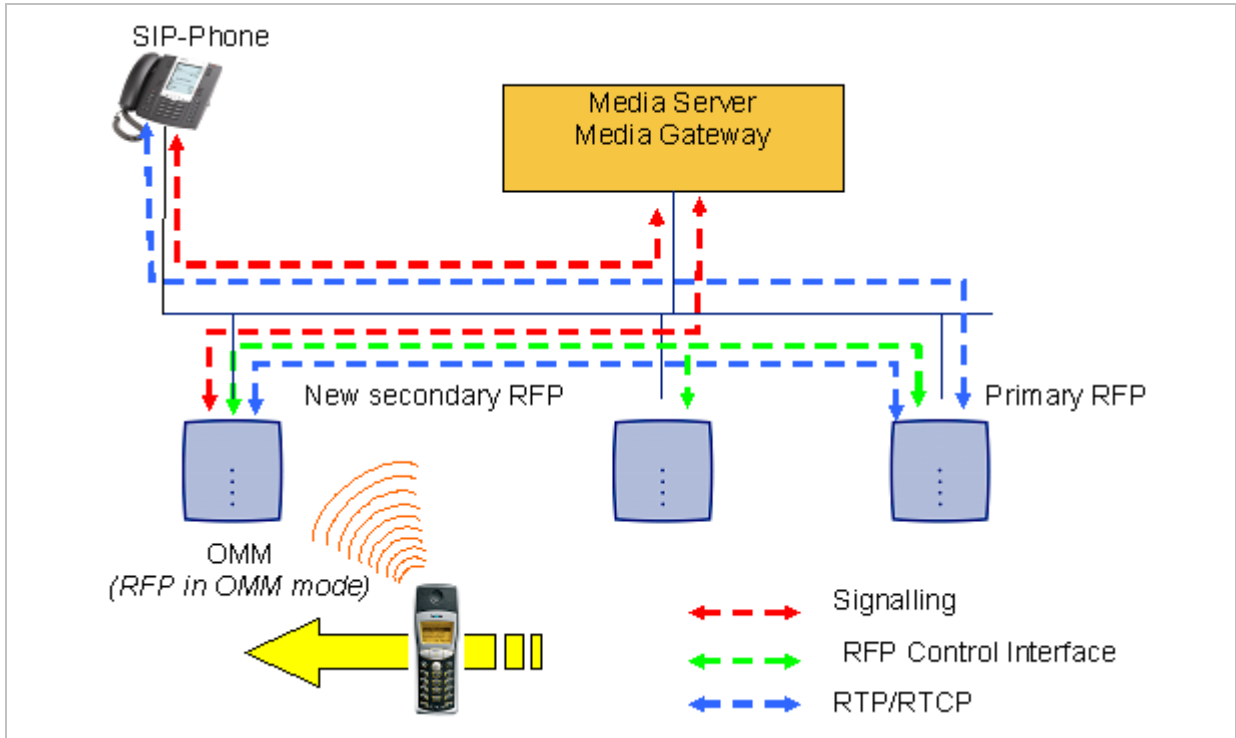 SIP-Phone
Media Server
Media Gateway
New secondary RFP
Primary RFP
OMM
(RFP in OMM mode)
Signalling
RFP Control Interface
RTP/RTCP